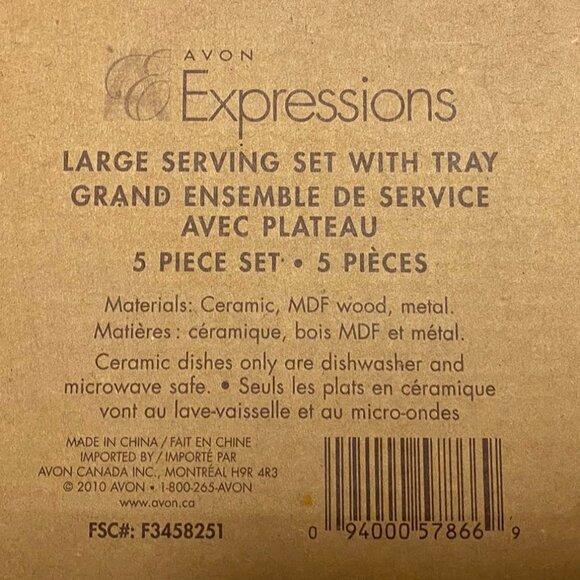 AVON
Expressions
LARGE SERVING SET WITH TRAY
GRAND ENSEMBLE DE SERVICE
AVEC PLATEAU
5 PIECE SET • 5 PIÈCES
Materials: Ceramic, MDF wood, metal.
Matières : céramique, bois MDF et métal.
Ceramic dishes only are dishwasher and
microwave safe. • Seuls les plats en céramique
vont au lave-vaisselle et au micro-ondes
MADE IN CHINA / FAIT EN CHINE
IMPORTED BY / IMPORTÉ PAR
AVON CANADA INC., MONTRÉAL H9R 4R3
© 2010 AVON • 1-800-265-AVON
www.avon.ca
FSC#: F3458251
0 94000 57866 9